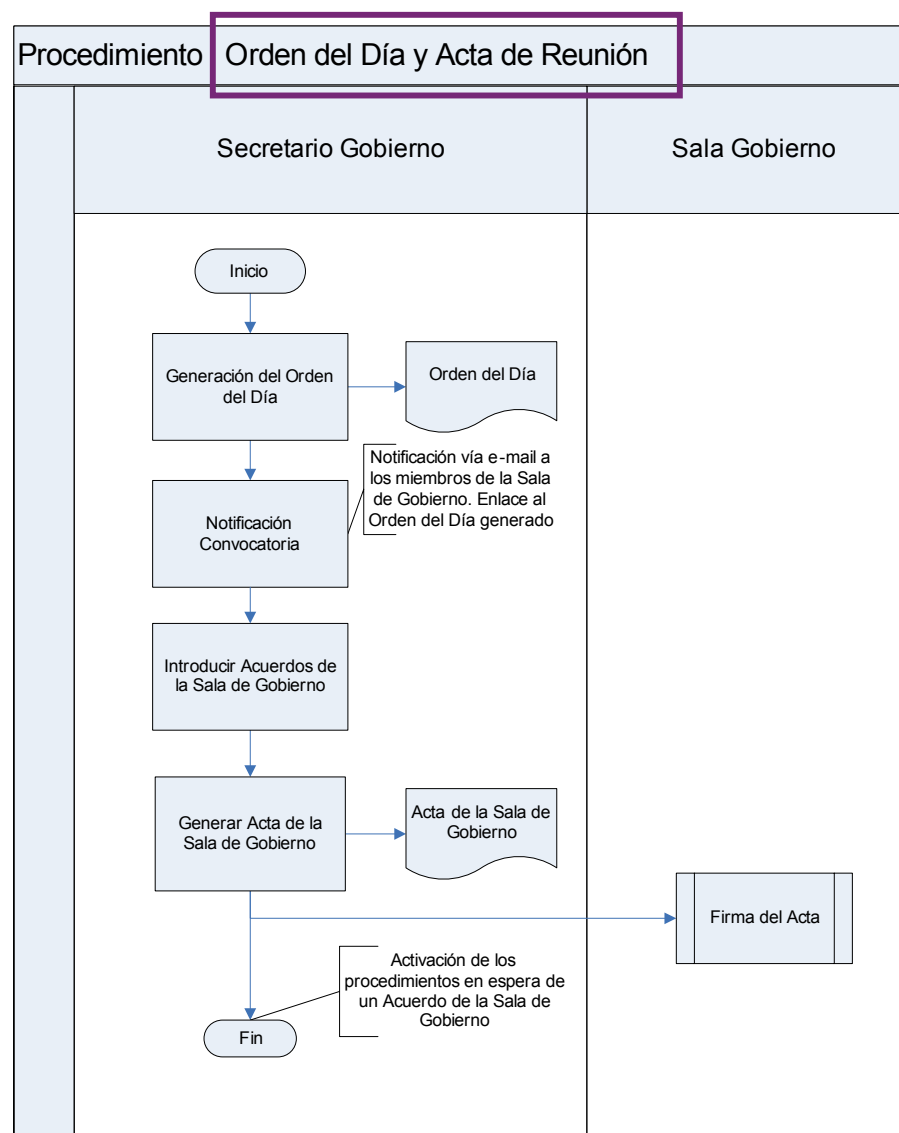 Procedimiento Orden del Día y Acta de Reunión
Secretario Gobierno
Sala Gobierno
Inicio
Generación del Orden
del Día
Orden del Día
Notificación vía e-mail a
los miembros de la Sala
de Gobierno. Enlace al
Orden del Día generado
Notificación
Convocatoria
Introducir Acuerdos de
la Sala de Gobierno
Generar Acta de la
Sala de Gobierno
Acta de la Sala de
Gobierno
Firma del Acta
Activación de los
procedimientos en espera de
un Acuerdo de la Sala de
Gobierno
Fin